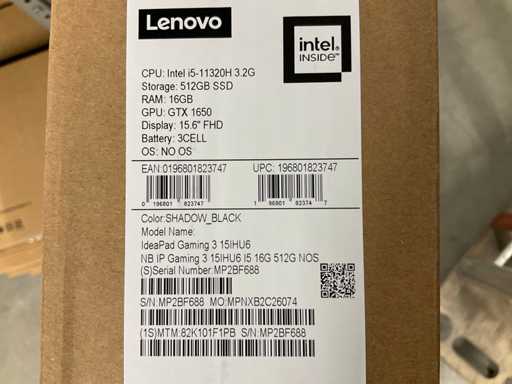 Lenovo
intel
INSIDE™
CPU: Intel i5-11320H 3.2G
Storage: 512GB SSD
RAM: 16GB
GPU: GTX 1650
Display: 15.6" FHD
Battery: 3CELL
OS: NO OS
EAN:0196801823747 UPC: 196801823747
0 196801 823747 1 96801 82374 7
Color:SHADOW_BLACK
Model Name:
IdeaPad Gaming 3 15IHU6
NB IP Gaming 3 15IHU6 I5 16G 512G NOS
(S)Serial Number:MP2BF688
S/N:MP2BF688 MO:MPNXB2C26074
(1S)MTM:82K101F1PB S/N:MP2BF688